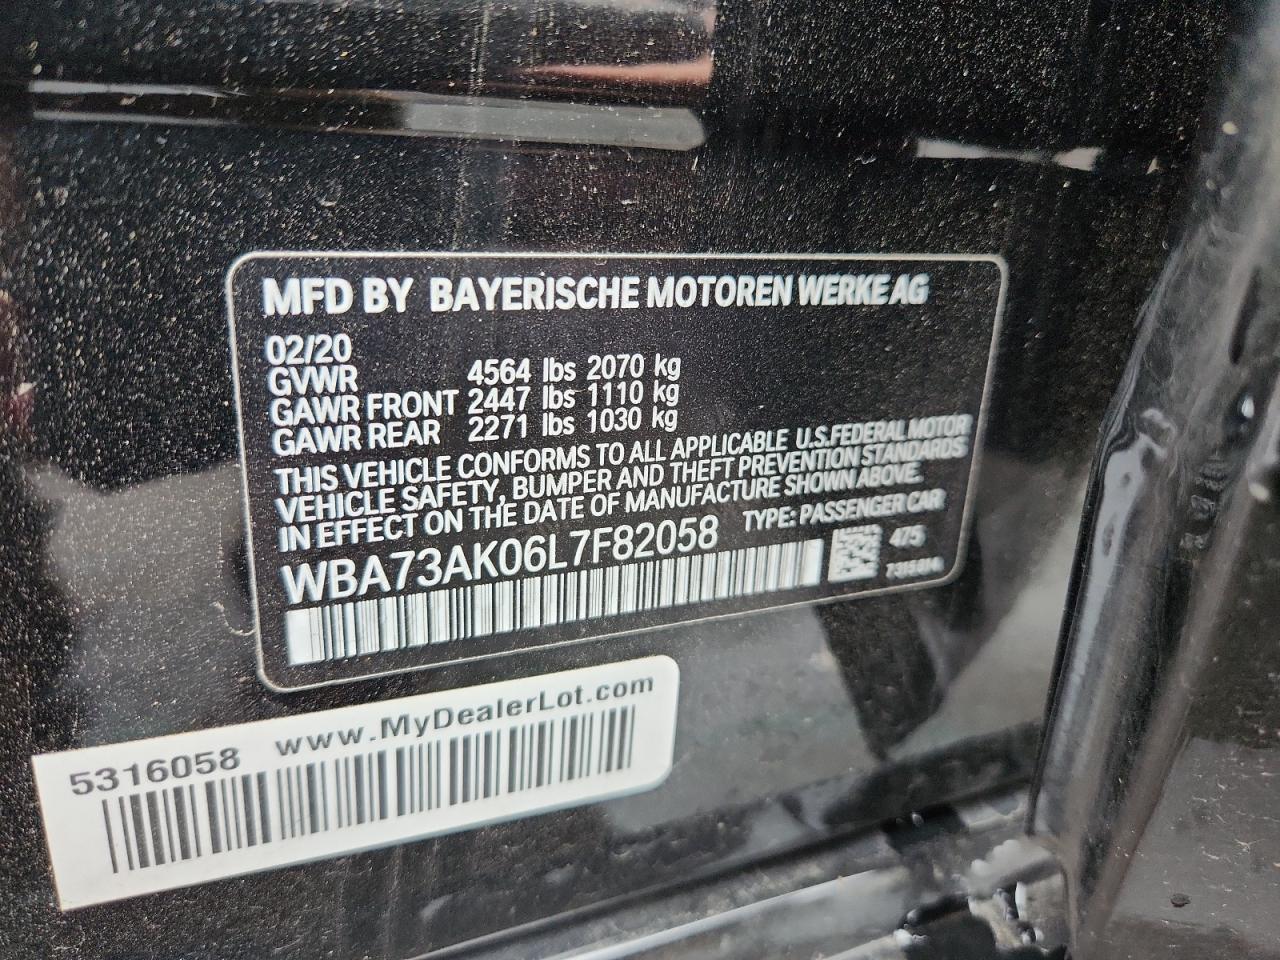 MFD BY BAYERISCHE MOTOREN WERKE AG
02/20
GVWR 4564 lbs 2070 kg
GAWR FRONT 2447 lbs 1110 kg
GAWR REAR 2271 lbs 1030 kg
THIS VEHICLE CONFORMS TO ALL APPLICABLE U.S.FEDERAL MOTOR
VEHICLE SAFETY, BUMPER AND THEFT PREVENTION STANDARDS
IN EFFECT ON THE DATE OF MANUFACTURE SHOWN ABOVE.
WBA73AK06L7F82058 TYPE: PASSENGER CAR
475
5316058 www.MyDealerLot.com